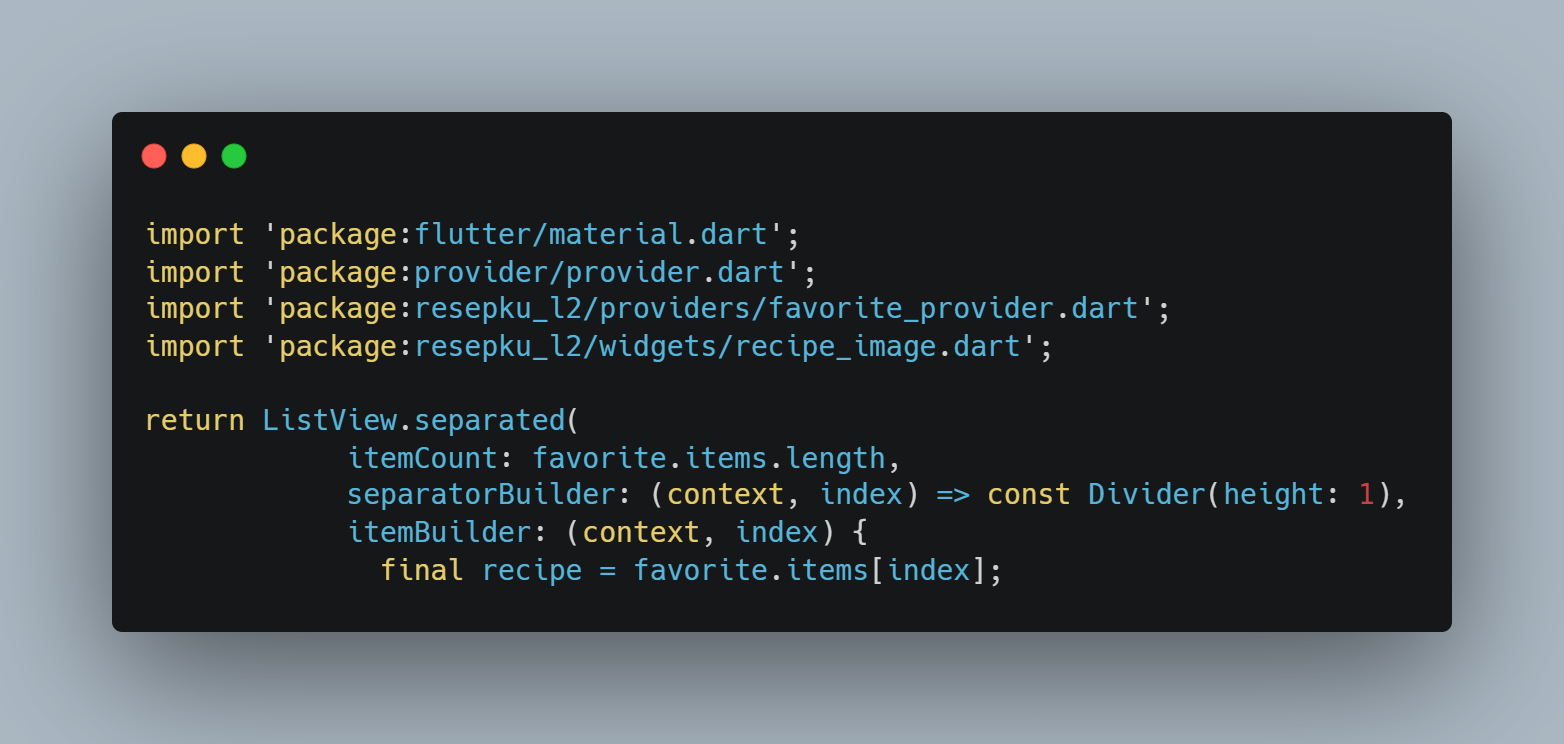 import 'package:flutter/material.dart';
import 'package:provider/provider.dart';
import 'package:resepku_l2/providers/favorite_provider.dart';
import 'package:resepku_l2/widgets/recipe_image.dart';

return ListView.separated(
            itemCount: favorite.items.length,
            separatorBuilder: (context, index) => const Divider(height: 1),
            itemBuilder: (context, index) {
              final recipe = favorite.items[index];